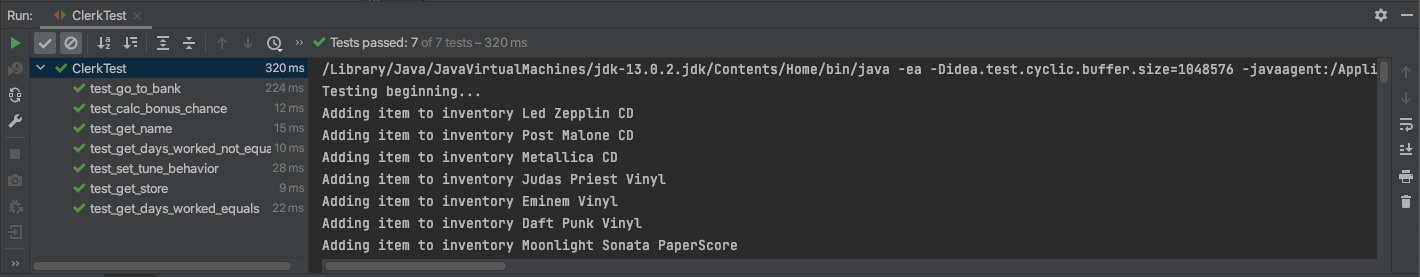 Run: ClerkTest
Tests passed: 7 of 7 tests – 320 ms
ClerkTest 320 ms
test_go_to_bank 224 ms
test_calc_bonus_chance 12 ms
test_get_name 15 ms
test_get_days_worked_not_equa 10 ms
test_set_tune_behavior 28 ms
test_get_store 9 ms
test_get_days_worked_equals 22 ms
/Library/Java/JavaVirtualMachines/jdk-13.0.2.jdk/Contents/Home/bin/java -ea -Didea.test.cyclic.buffer.size=1048576 -javaagent:/Appli
Testing beginning...
Adding item to inventory Led Zepplin CD
Adding item to inventory Post Malone CD
Adding item to inventory Metallica CD
Adding item to inventory Judas Priest Vinyl
Adding item to inventory Eminem Vinyl
Adding item to inventory Daft Punk Vinyl
Adding item to inventory Moonlight Sonata PaperScore